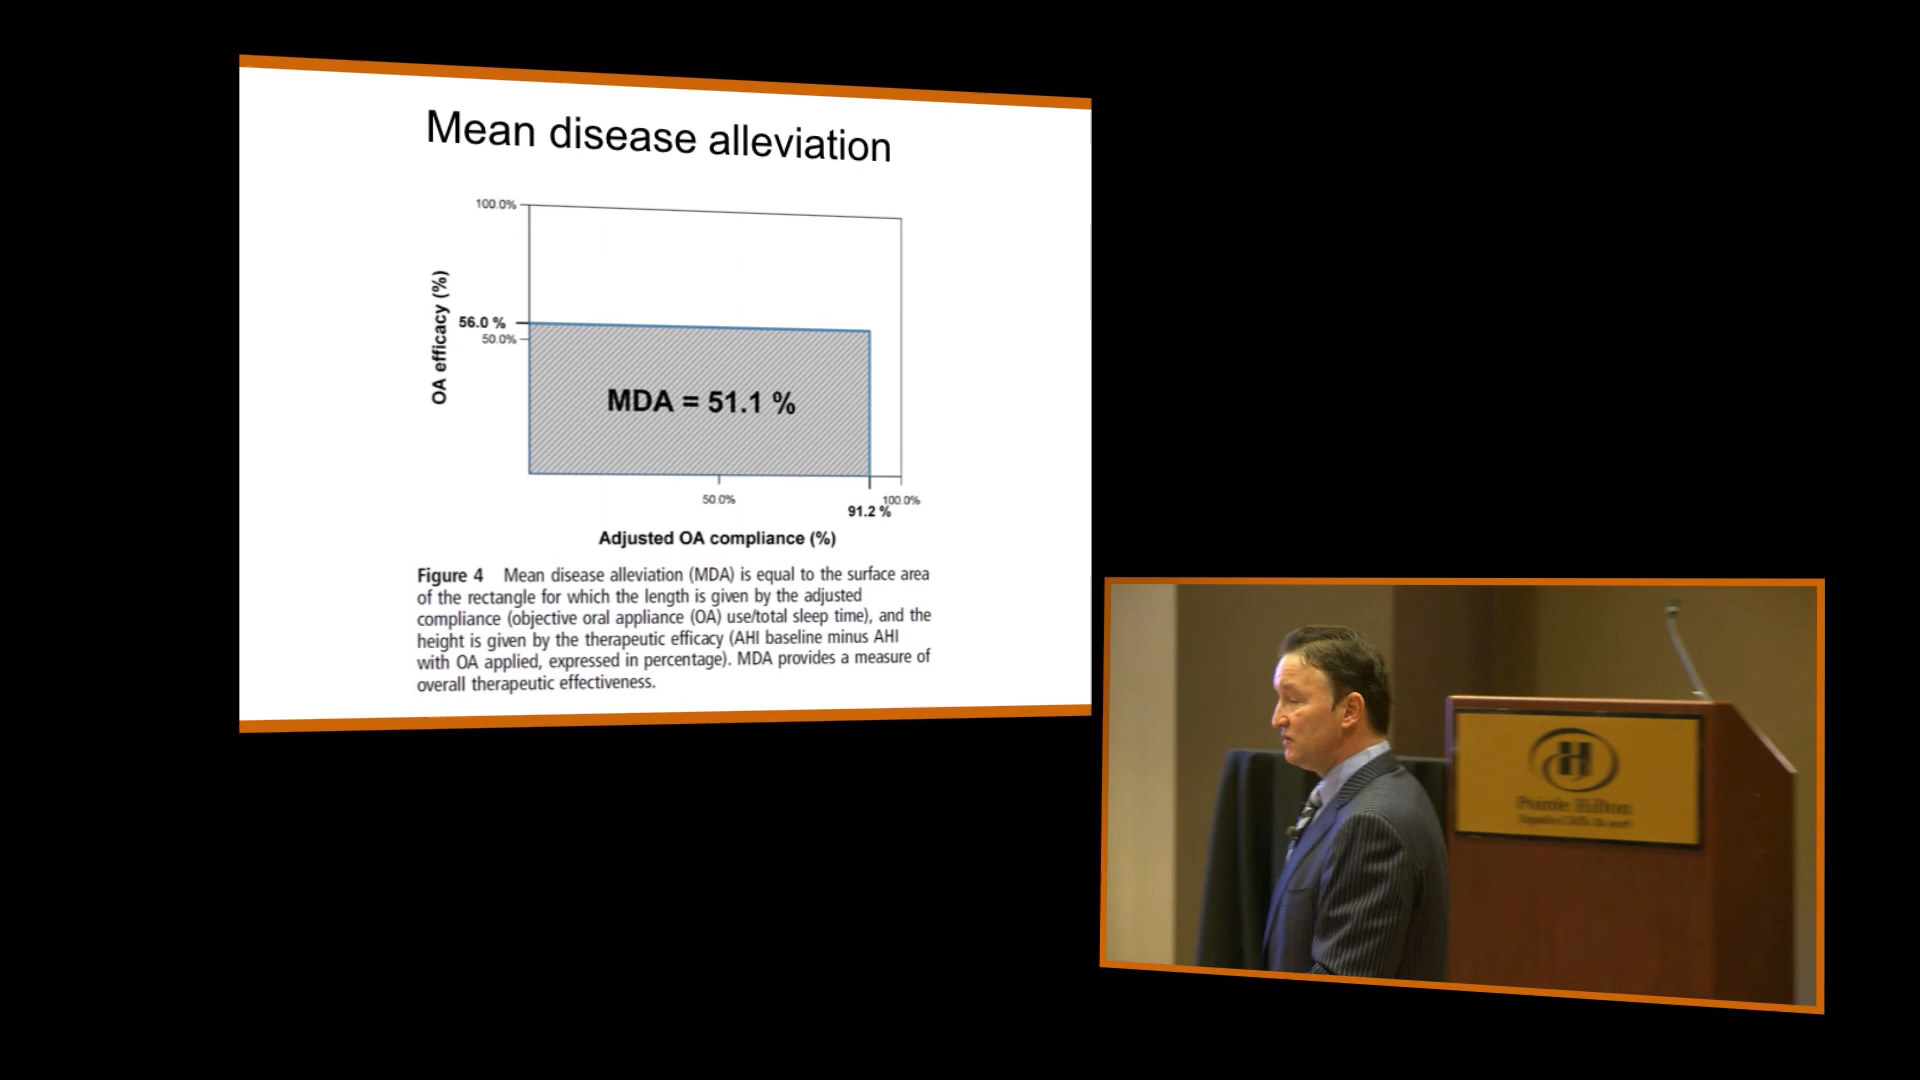 Mean disease alleviation
100.0%
OA efficacy (%)
56.0 %
50.0%
MDA = 51.1 %
50.0%
100.0%
91.2 %
Adjusted OA compliance (%)
Figure 4 Mean disease alleviation (MDA) is equal to the surface area
of the rectangle for which the length is given by the adjusted
compliance (objective oral appliance (OA) use/total sleep time), and the
height is given by the therapeutic efficacy (AHI baseline minus AHI
with OA applied, expressed in percentage). MDA provides a measure of
overall therapeutic effectiveness.
H
Pointe Hilton